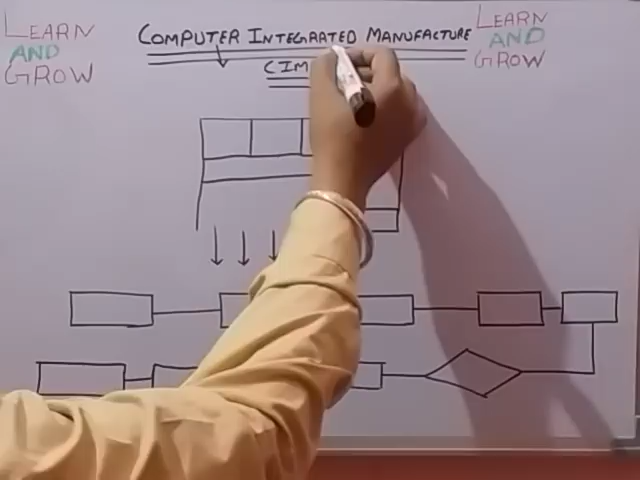 LEARN
AND
GROW
COMPUTER INTEGRATED MANUFACTURE
CIM
LEARN
AND
GROW